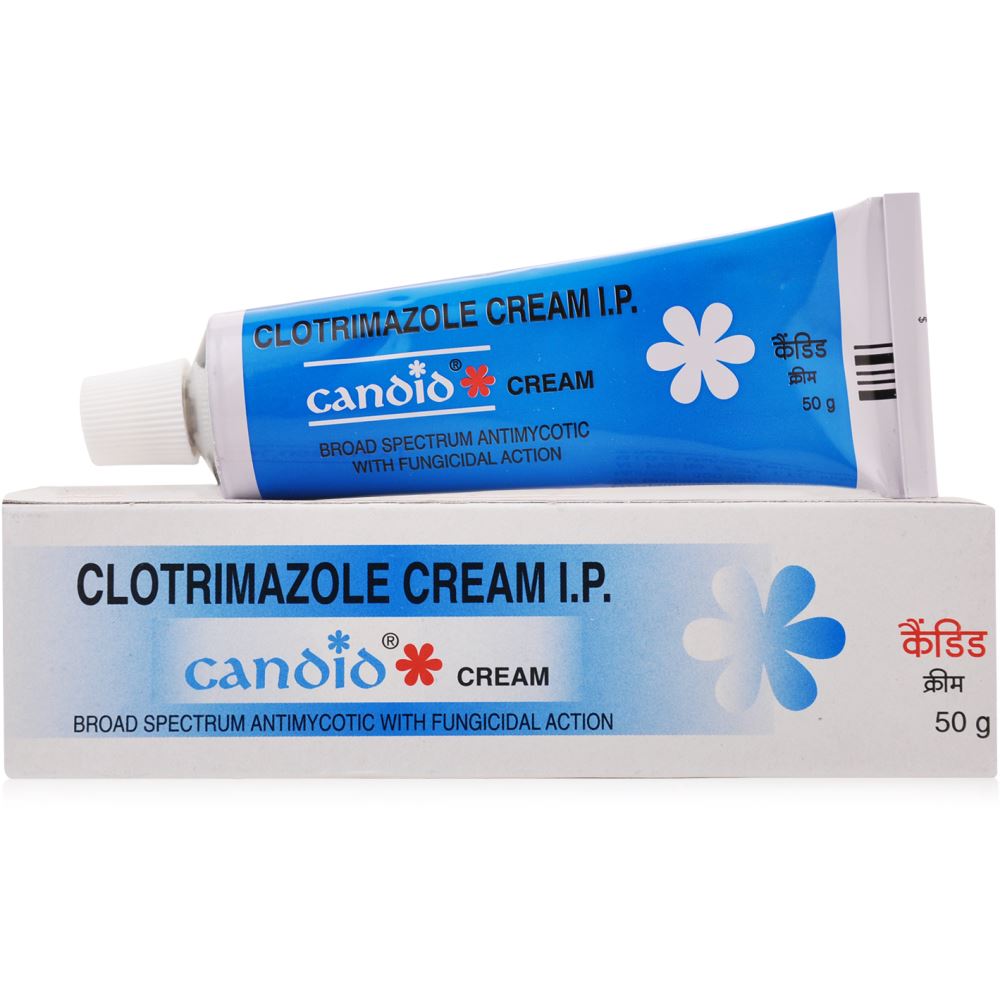 CLOTRIMAZOLE CREAM I.P.
candid® CREAM
BROAD SPECTRUM ANTIMYCOTIC
WITH FUNGICIDAL ACTION
कैंडिड
क्रीम
50 g
CLOTRIMAZOLE CREAM I.P.
candid® CREAM
BROAD SPECTRUM ANTIMYCOTIC WITH FUNGICIDAL ACTION
कैंडिड
क्रीम
50 g